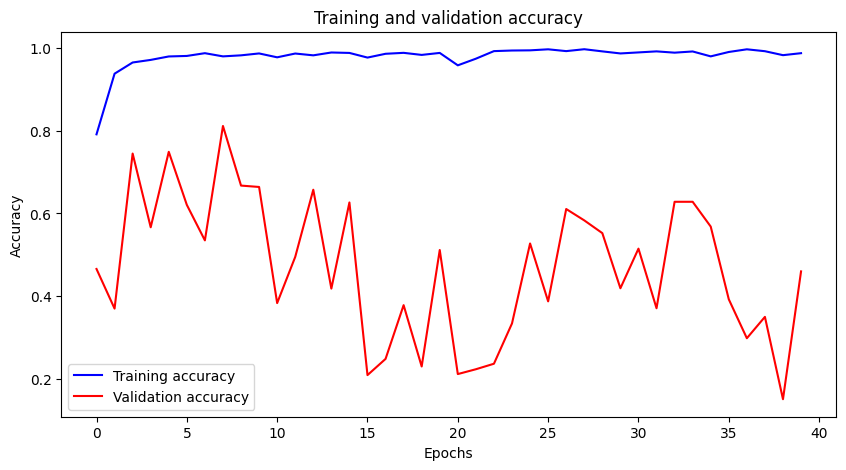 Training and validation accuracy
Accuracy
1.0
0.8
0.6
0.4
0.2
Training accuracy
Validation accuracy
0 5 10 15 20 25 30 35 40
Epochs